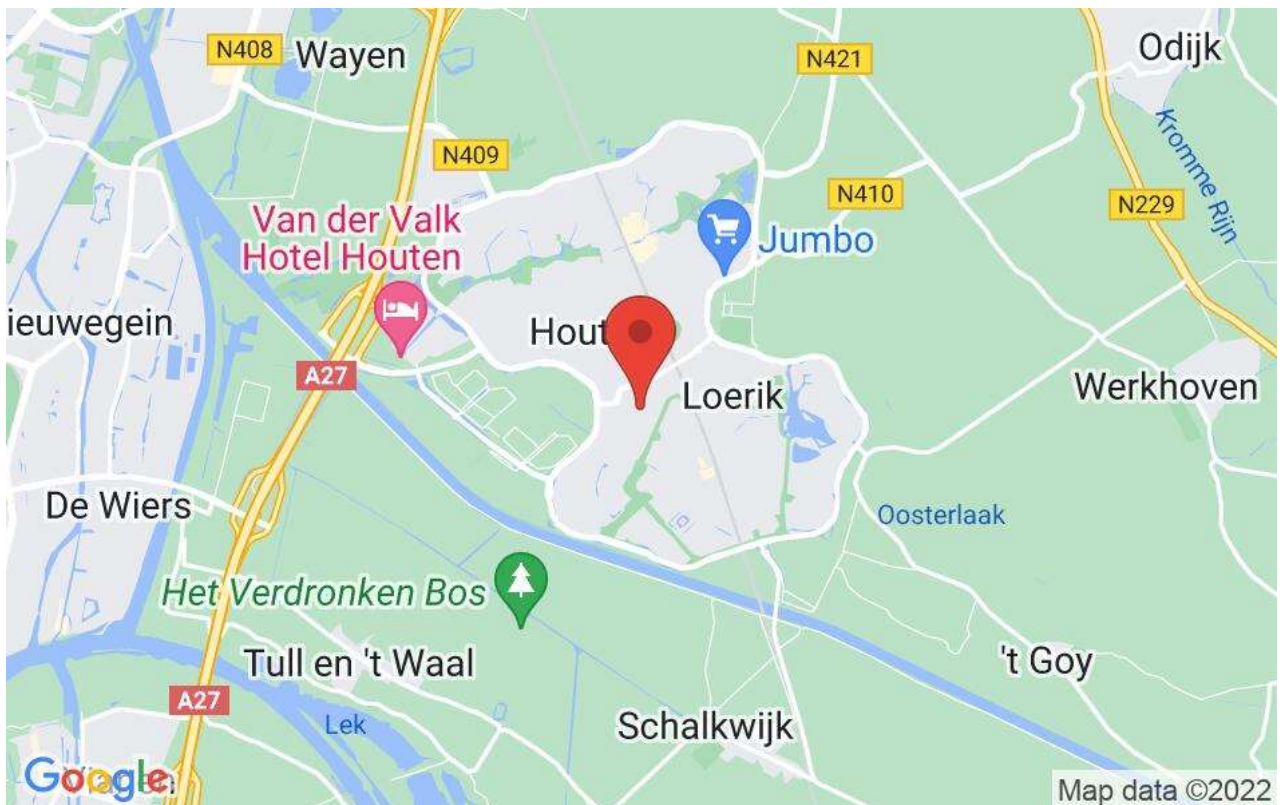 N408
Wayen
N421
Odijk
Kromme Rijn
N409
N410
N229
Van der Valk
Hotel Houten
Jumbo
ieuwegein
Hout
A27
Loerik
Werkhoven
De Wiers
Oosterlaak
Het Verdronken Bos
Tull en 't Waal
't Goy
A27
Lek
Schalkwijk
Google
Map data ©2022